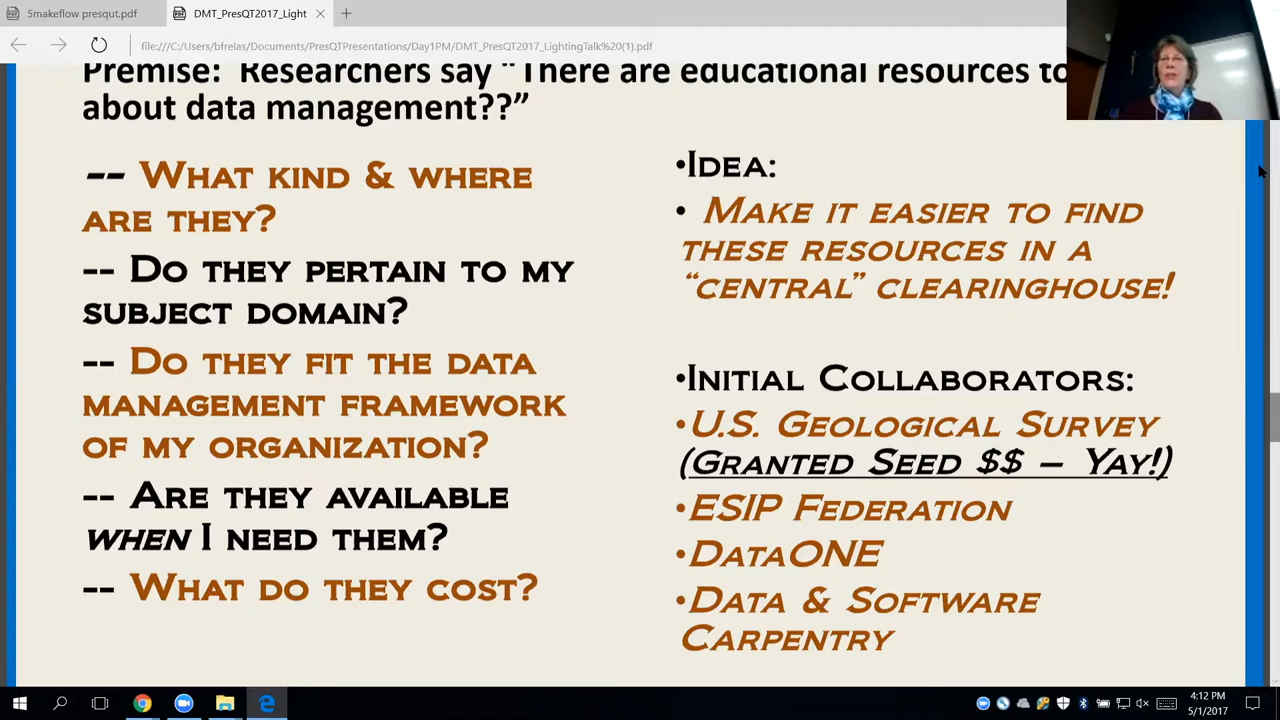 5makeflow presqut.pdf
DMT_PresQT2017_Light
file:///C:/Users/bfrelas/Documents/PresQTPresentations/Day1PM/DMT_PresQT2017_LightingTalk%20(1).pdf
Premise: Researchers say "There are educational resources to
about data management??"
-- What kind & where
are they?
-- Do they pertain to my
subject domain?
-- Do they fit the data
management framework
of my organization?
-- Are they available
when I need them?
-- What do they cost?
•Idea:
• Make it easier to find
these resources in a
"central" clearinghouse!
•Initial Collaborators:
•U.S. Geological Survey
(Granted Seed $$ – Yay!)
•ESIP Federation
•DataONE
•Data & Software
Carpentry
4:12 PM
5/1/2017